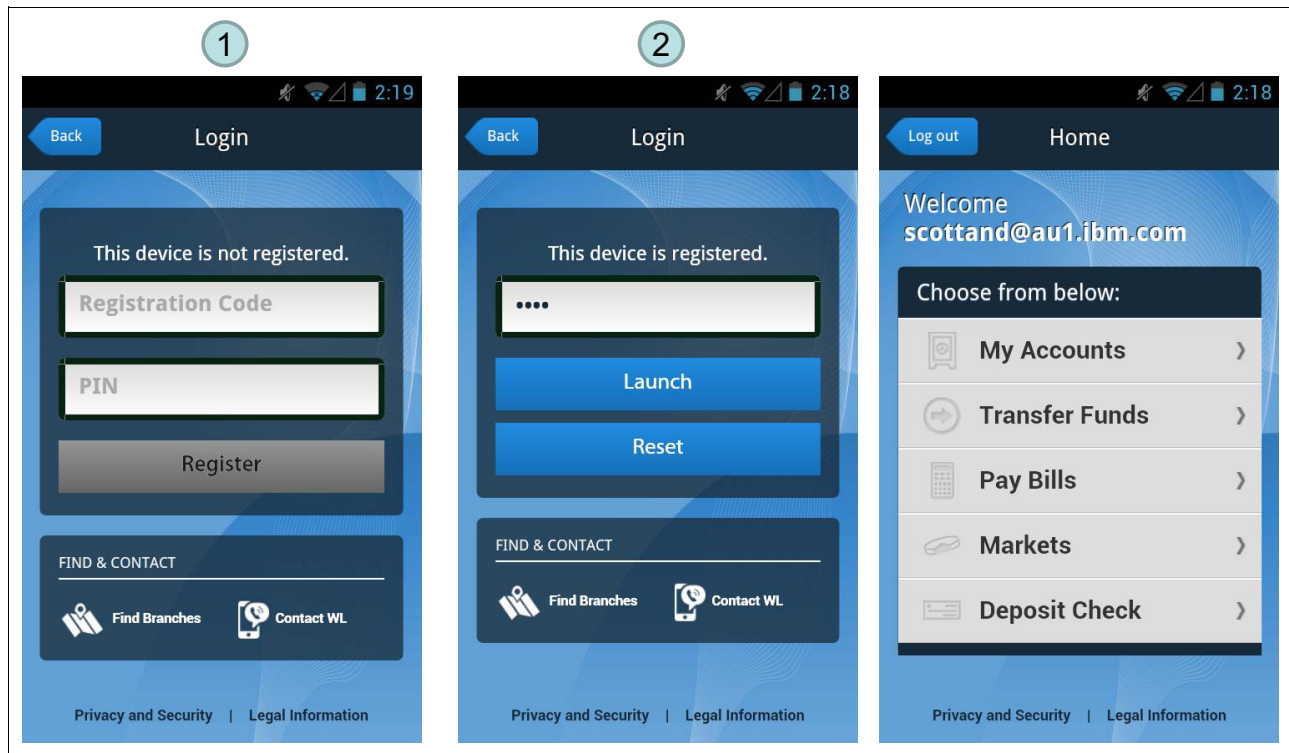 1
2:19
Back
Login
This device is not registered.
Registration Code
PIN
Register
FIND & CONTACT
Find Branches
Contact WL
Privacy and Security | Legal Information
2
2:18
Back
Login
This device is registered.
••••
Launch
Reset
FIND & CONTACT
Find Branches
Contact WL
Privacy and Security | Legal Information
2:18
Log out
Home
Welcome
scottand@au1.ibm.com
Choose from below:
My Accounts
Transfer Funds
Pay Bills
Markets
Deposit Check
Privacy and Security | Legal Information